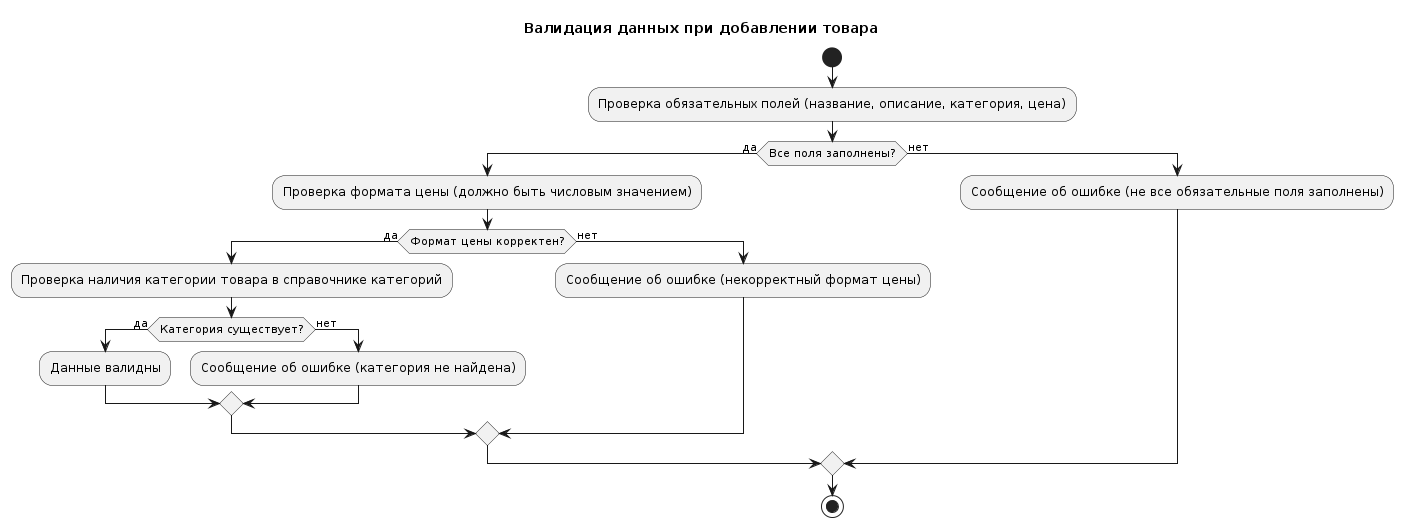 Валидация данных при добавлении товара
Проверка обязательных полей (название, описание, категория, цена)
да
Все поля заполнены?
нет
Проверка формата цены (должно быть числовым значением)
Сообщение об ошибке (не все обязательные поля заполнены)
да
Формат цены корректен?
нет
Проверка наличия категории товара в справочнике категорий
Сообщение об ошибке (некорректный формат цены)
да
Категория существует?
нет
Данные валидны
Сообщение об ошибке (категория не найдена)